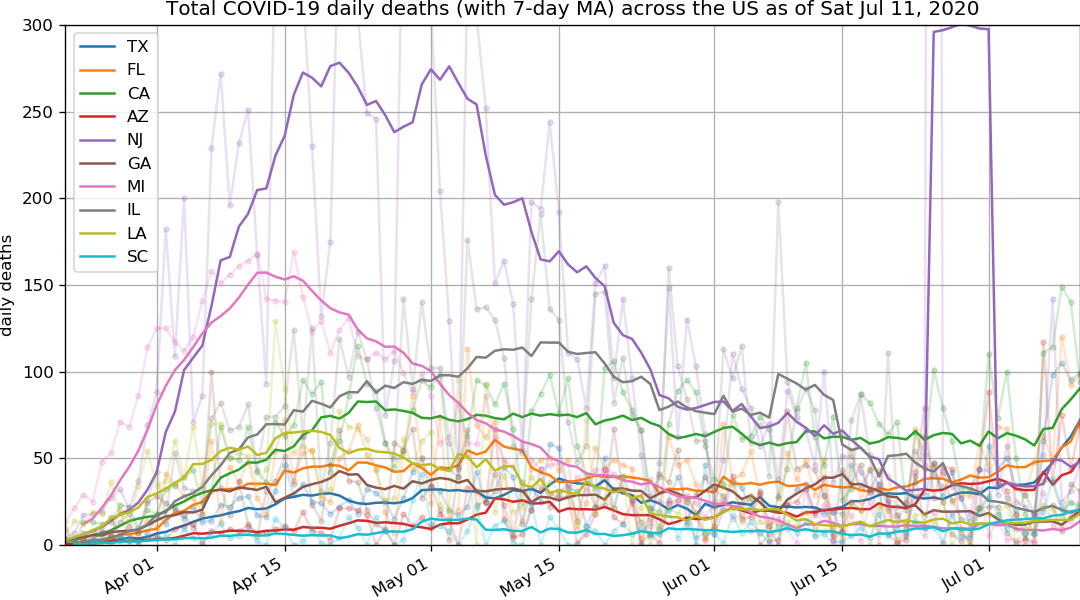 Total COVID-19 daily deaths (with 7-day MA) across the US as of Sat Jul 11, 2020
300
250
200
150
100
50
0
daily deaths
TX
FL
CA
AZ
NJ
GA
MI
IL
LA
SC
Apr 01
Apr 15
May 01
May 15
Jun 01
Jun 15
Jul 01